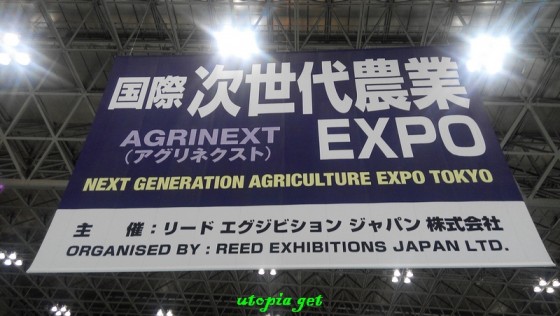 国際 次世代農業
AGRINEXT EXPO
(アグリネクスト)
NEXT GENERATION AGRICULTURE EXPO TOKYO
主 催:リード エグジビション ジャパン 株式会社
ORGANISED BY : REED EXHIBITIONS JAPAN LTD.
utopia get